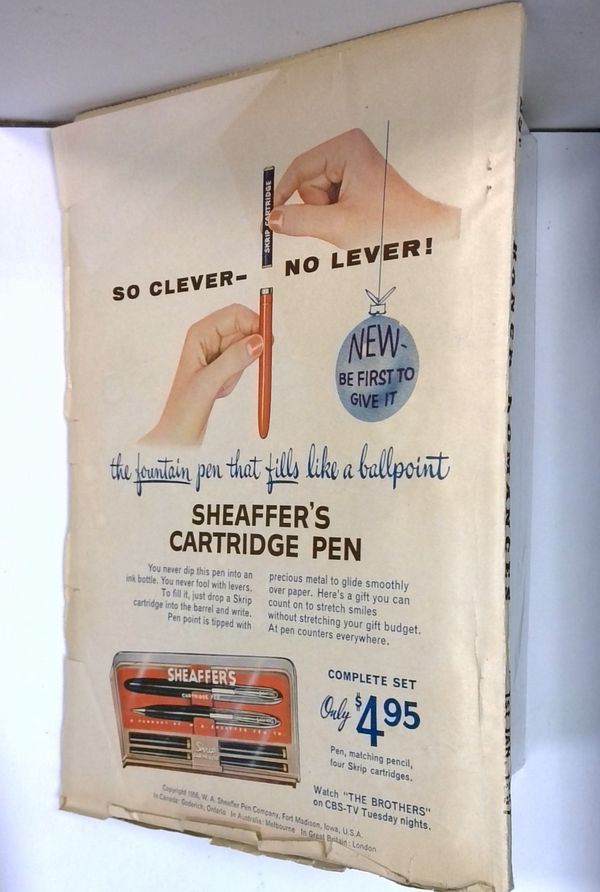 SKRIP CARTRIDGE
SO CLEVER— NO LEVER!
NEW-
BE FIRST TO
GIVE IT
the fountain pen that fills like a ballpoint
SHEAFFER'S
CARTRIDGE PEN
You never dip this pen into an
ink bottle. You never fool with levers.
To fill it, just drop a Skrip
cartridge into the barrel and write.
Pen point is tipped with
precious metal to glide smoothly
over paper. Here's a gift you can
count on to stretch smiles
without stretching your gift budget.
At pen counters everywhere.
SHEAFFER'S
CARTRIDGE
Skrip
COMPLETE SET
Only $4.95
Pen, matching pencil,
four Skrip cartridges.
Watch "THE BROTHERS"
on CBS-TV Tuesday nights.
Copyright 1956, W. A. Sheaffer Pen Company, Fort Madison, Iowa, U.S.A.
In Canada: Goderich, Ontario In Australia: Melbourne In Great Britain: London
ROMANCES